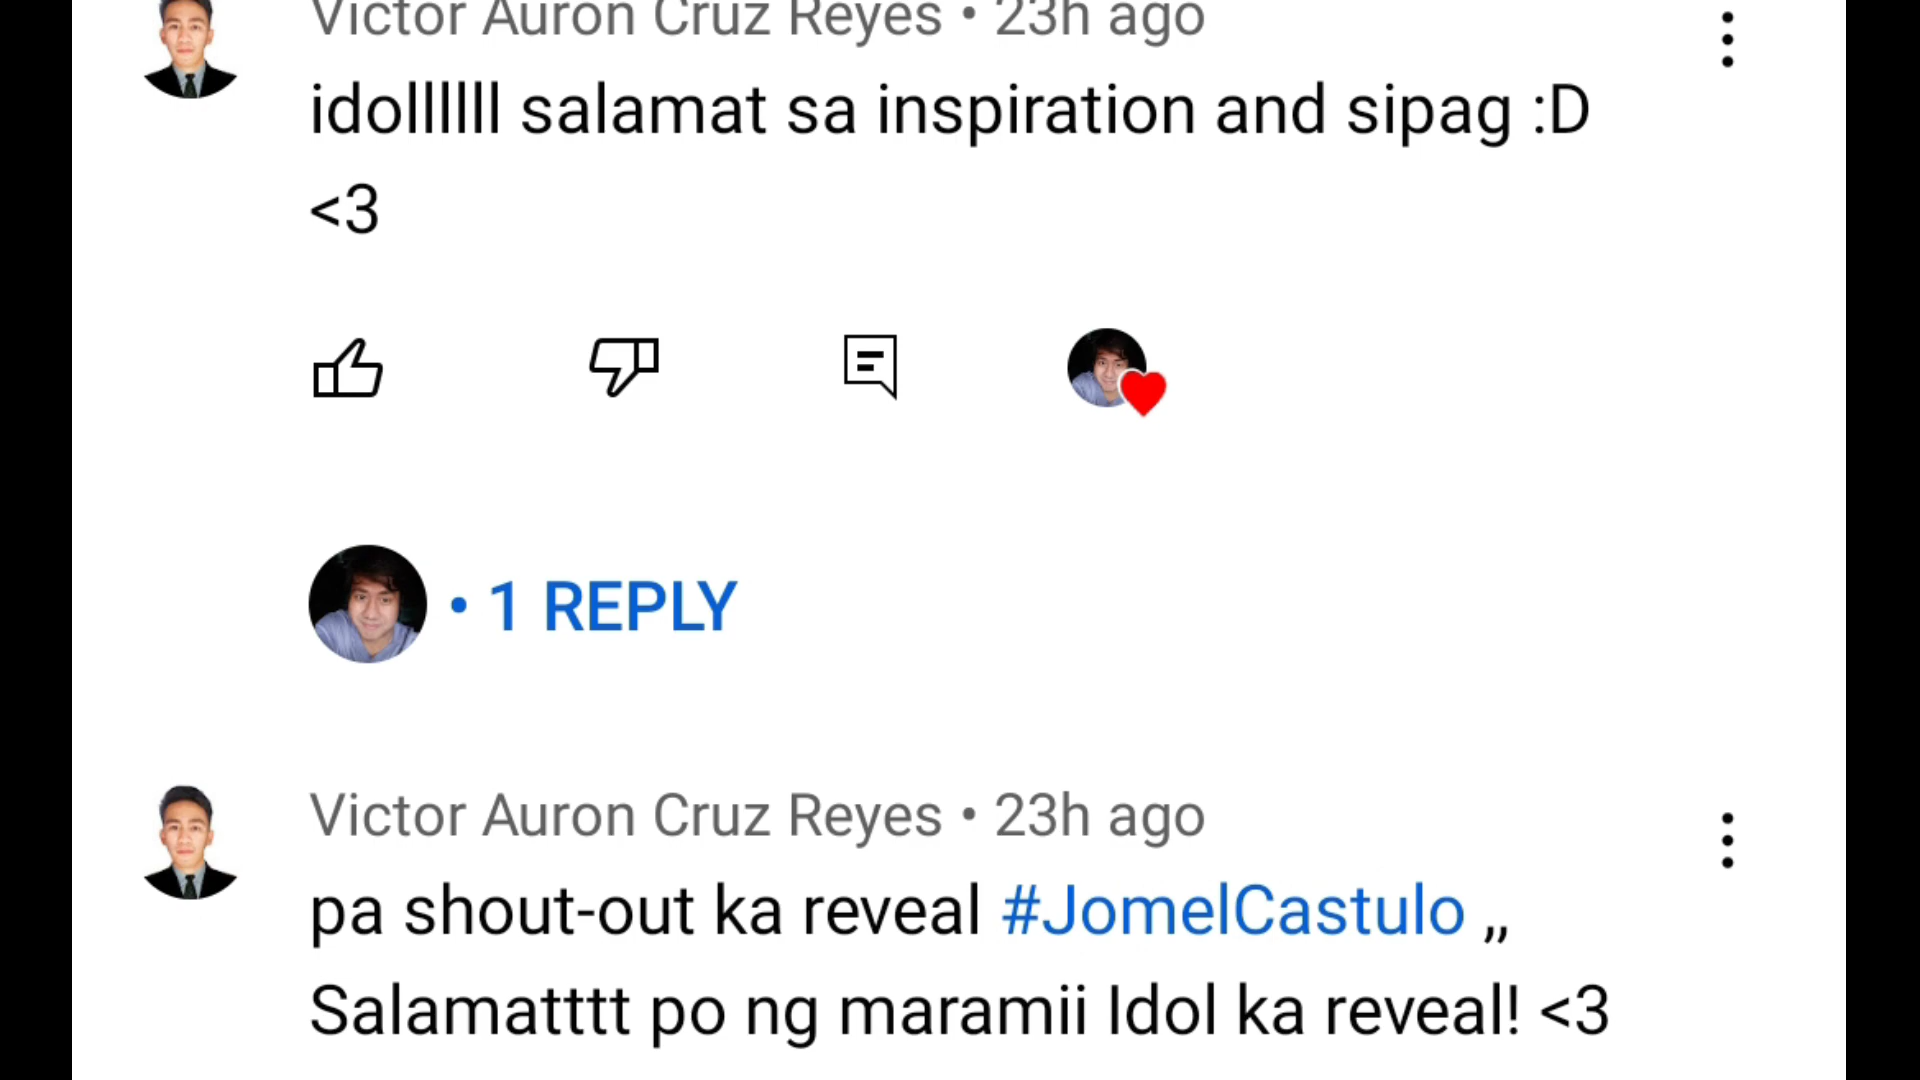 Victor Auron Cruz Reyes • 23h ago
idolllllll salamat sa inspiration and sipag :D
<3
• 1 REPLY
Victor Auron Cruz Reyes • 23h ago
pa shout-out ka reveal #JomelCastulo ,,
Salamatttt po ng maramii Idol ka reveal! <3